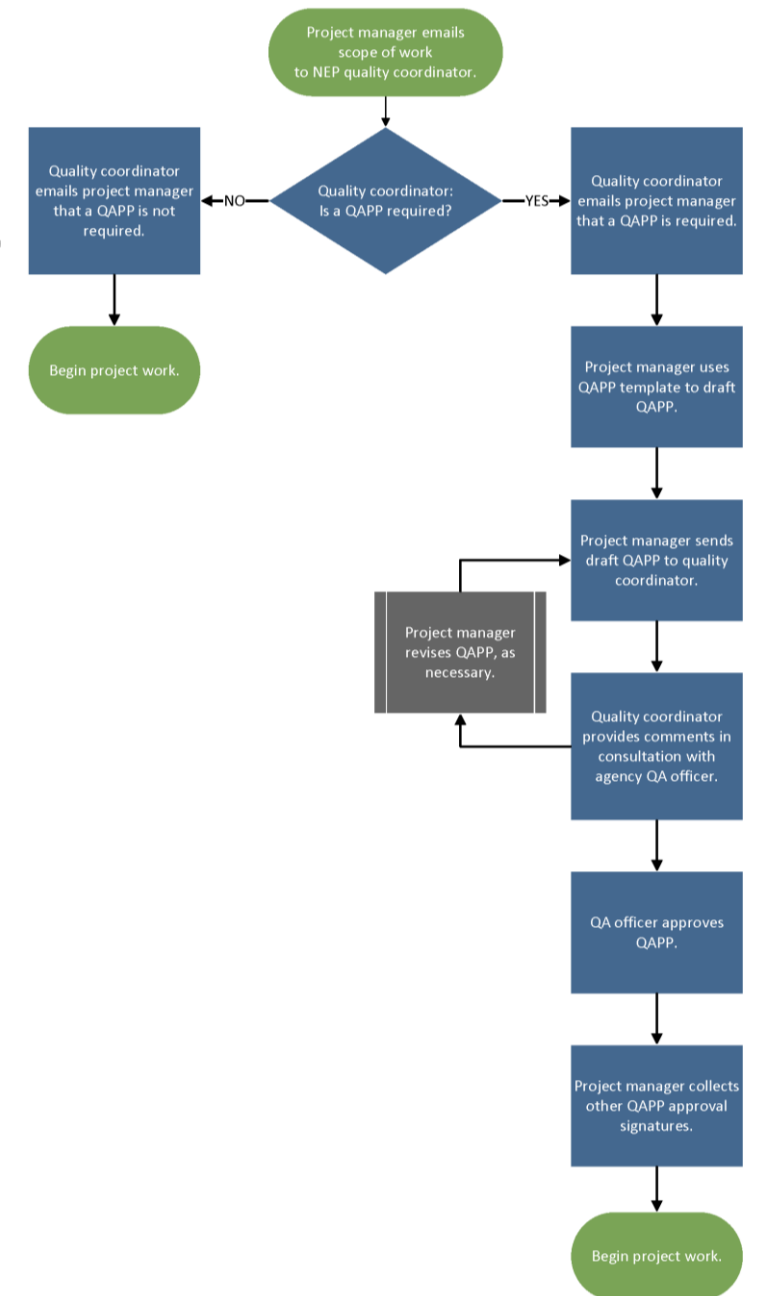 Project manager emails
scope of work
to NEP quality coordinator.
Quality coordinator
emails project manager
that a QAPP is not
required.
NO
Quality coordinator:
Is a QAPP required?
YES
Quality coordinator
emails project manager
that a QAPP is required.
Begin project work.
Project manager uses
QAPP template to draft
QAPP.
Project manager sends
draft QAPP to quality
coordinator.
Project manager
revises QAPP, as
necessary.
Quality coordinator
provides comments in
consultation with
agency QA officer.
QA officer approves
QAPP.
Project manager collects
other QAPP approval
signatures.
Begin project work.